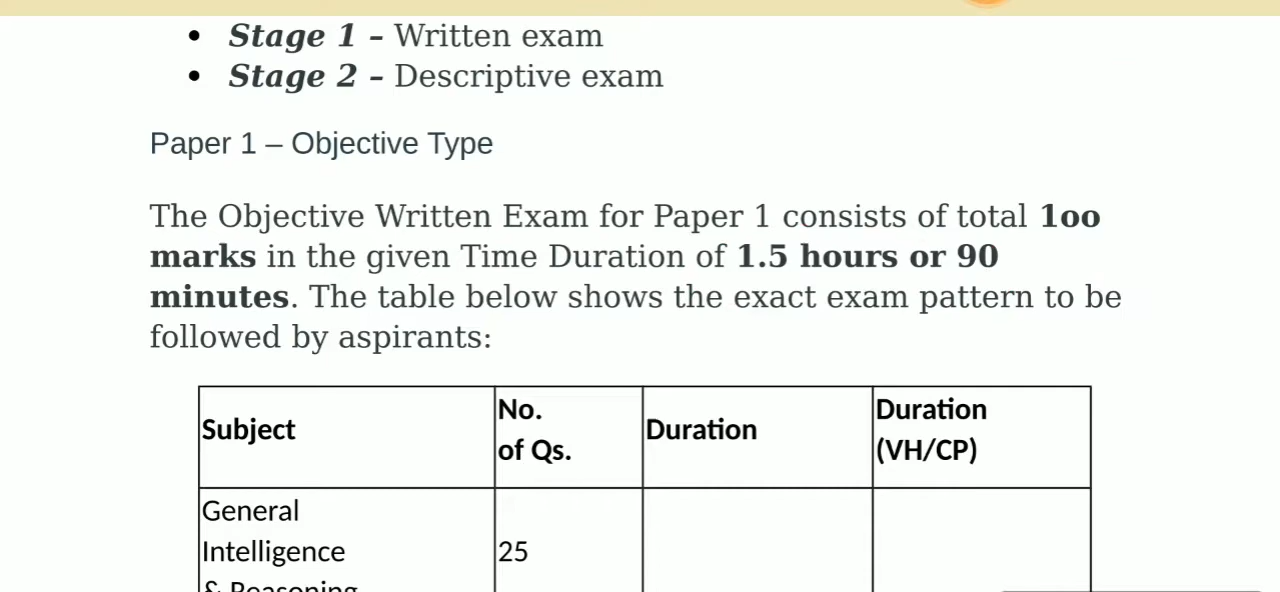 • Stage 1 – Written exam
• Stage 2 – Descriptive exam
Paper 1 – Objective Type
The Objective Written Exam for Paper 1 consists of total 1oo
marks in the given Time Duration of 1.5 hours or 90
minutes. The table below shows the exact exam pattern to be
followed by aspirants:
Subject No. of Qs. Duration Duration (VH/CP)
General
Intelligence 25
& Reasoning